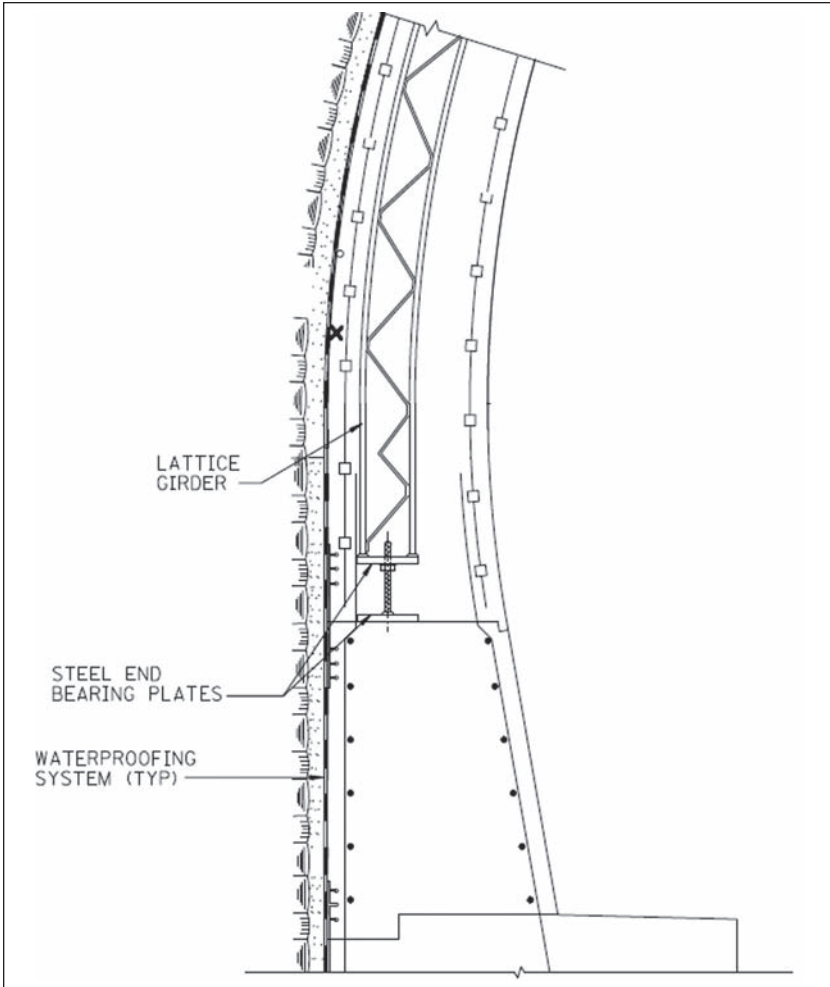 LATTICE
GIRDER
STEEL END
BEARING PLATES
WATERPROOFING
SYSTEM (TYP)